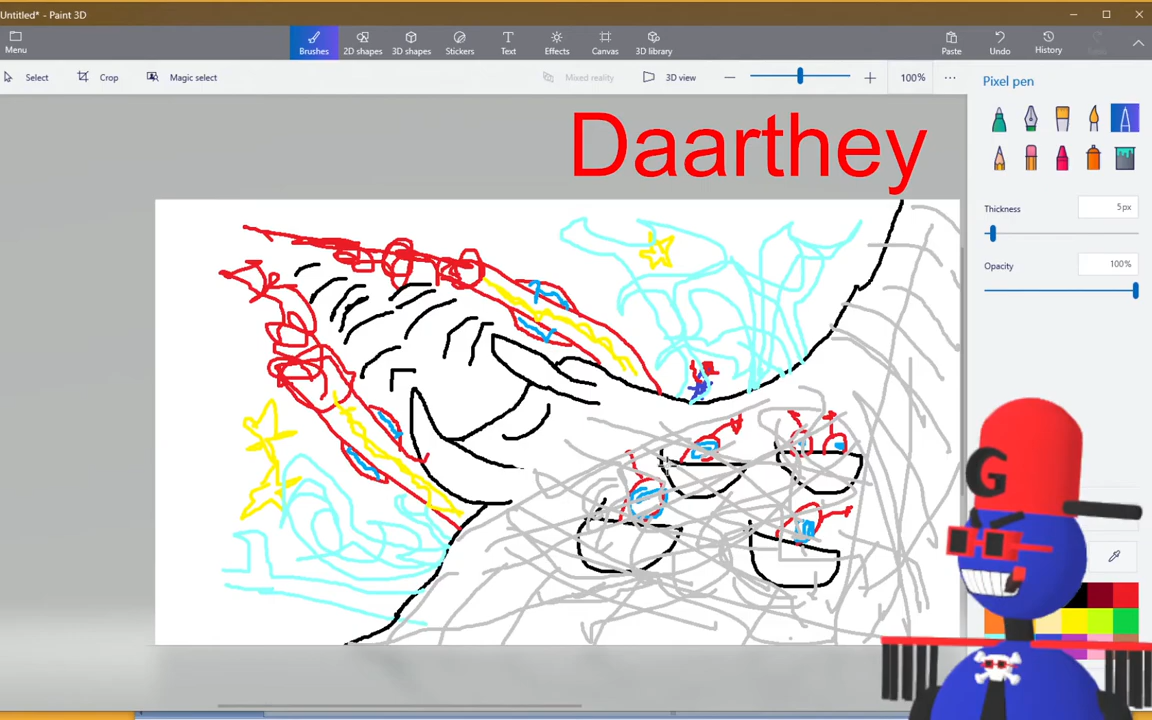 Untitled* - Paint 3D
Menu
Brushes
2D shapes
3D shapes
Stickers
Text
Effects
Canvas
3D library
Paste
Undo
History
Select
Crop
Magic select
Mixed reality
3D view
100%
Pixel pen
Daarthey
Thickness
5px
Opacity
100%
G